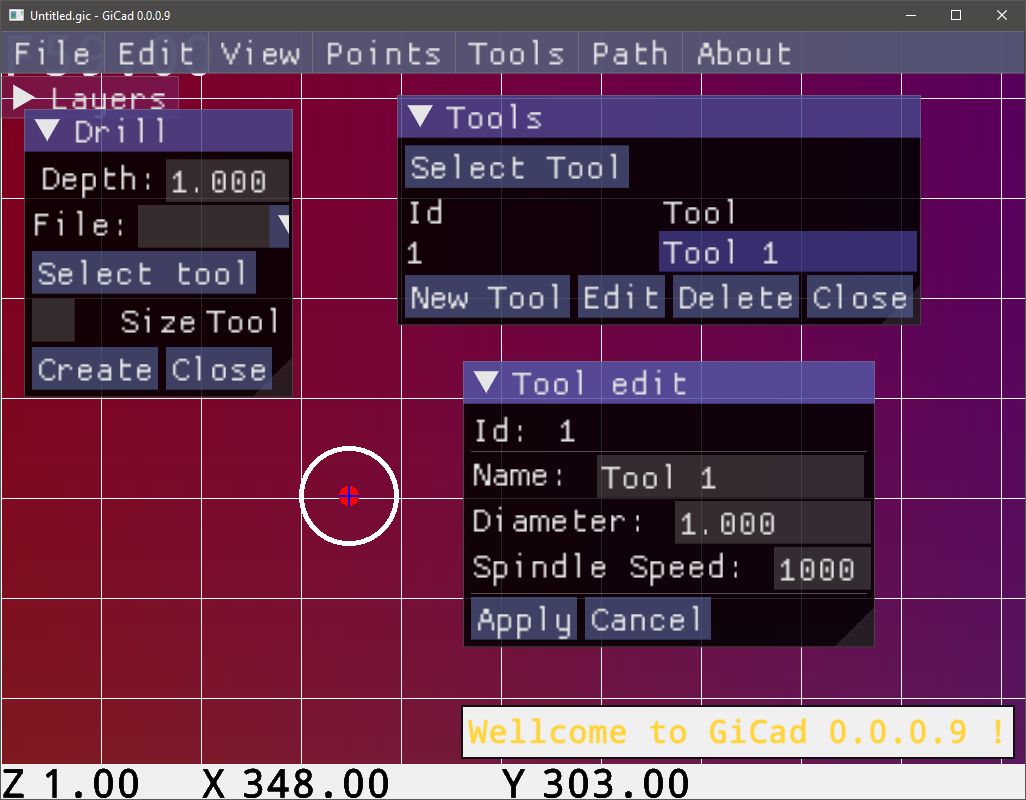 Untitled.gic - GiCad 0.0.0.9
File Edit View Points Tools Path About
Layers
Drill
Depth: 1.000
File:
Select tool
Size Tool
Create Close
Tools
Select Tool
Id Tool
1 Tool 1
New Tool Edit Delete Close
Tool edit
Id: 1
Name: Tool 1
Diameter: 1.000
Spindle Speed: 1000
Apply Cancel
Wellcome to GiCad 0.0.0.9 !
Z 1.00 X 348.00 Y 303.00